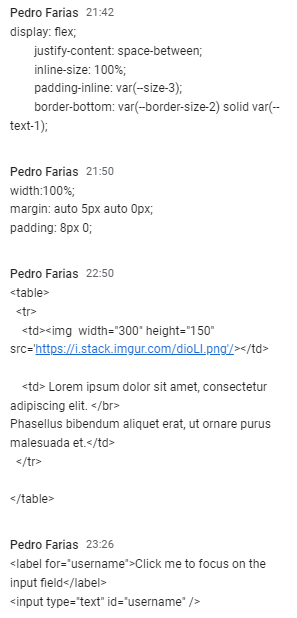 Pedro Farias 21:42
display: flex;
justify-content: space-between;
inline-size: 100%;
padding-inline: var(--size-3);
border-bottom: var(--border-size-2) solid var(--
text-1);
Pedro Farias 21:50
width:100%;
margin: auto 5px auto 0px;
padding: 8px 0;
Pedro Farias 22:50
<table>
<tr>
<td><img width="300" height="150"
src='https://i.stack.imgur.com/dioLI.png'/></td>
<td> Lorem ipsum dolor sit amet, consectetur
adipiscing elit. </br>
Phasellus bibendum aliquet erat, ut ornare purus
malesuada et.</td>
</tr>
</table>
Pedro Farias 23:26
<label for="username">Click me to focus on the
input field</label>
<input type="text" id="username" />